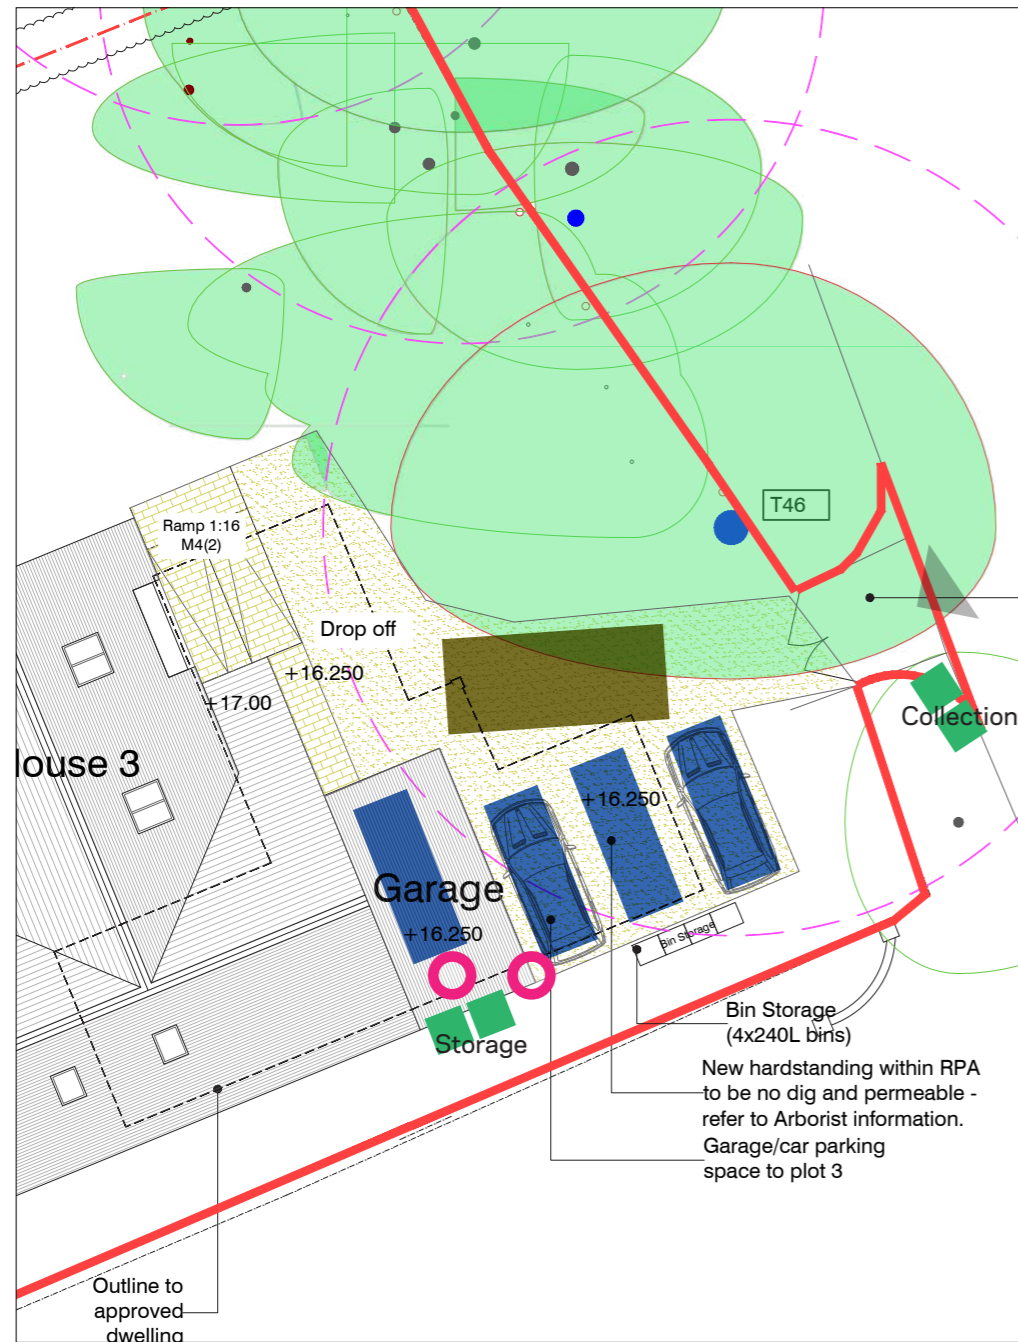 T46
Ramp 1:16
M4(2)
Drop off
+16.250
+17.00
Collection
House 3
+16.250
Garage
+16.250
Bin Storage
Storage
Bin Storage
(4x240L bins)
New hardstanding within RPA
to be no dig and permeable -
refer to Arborist information.
Garage/car parking
space to plot 3
Outline to
approved
dwelling